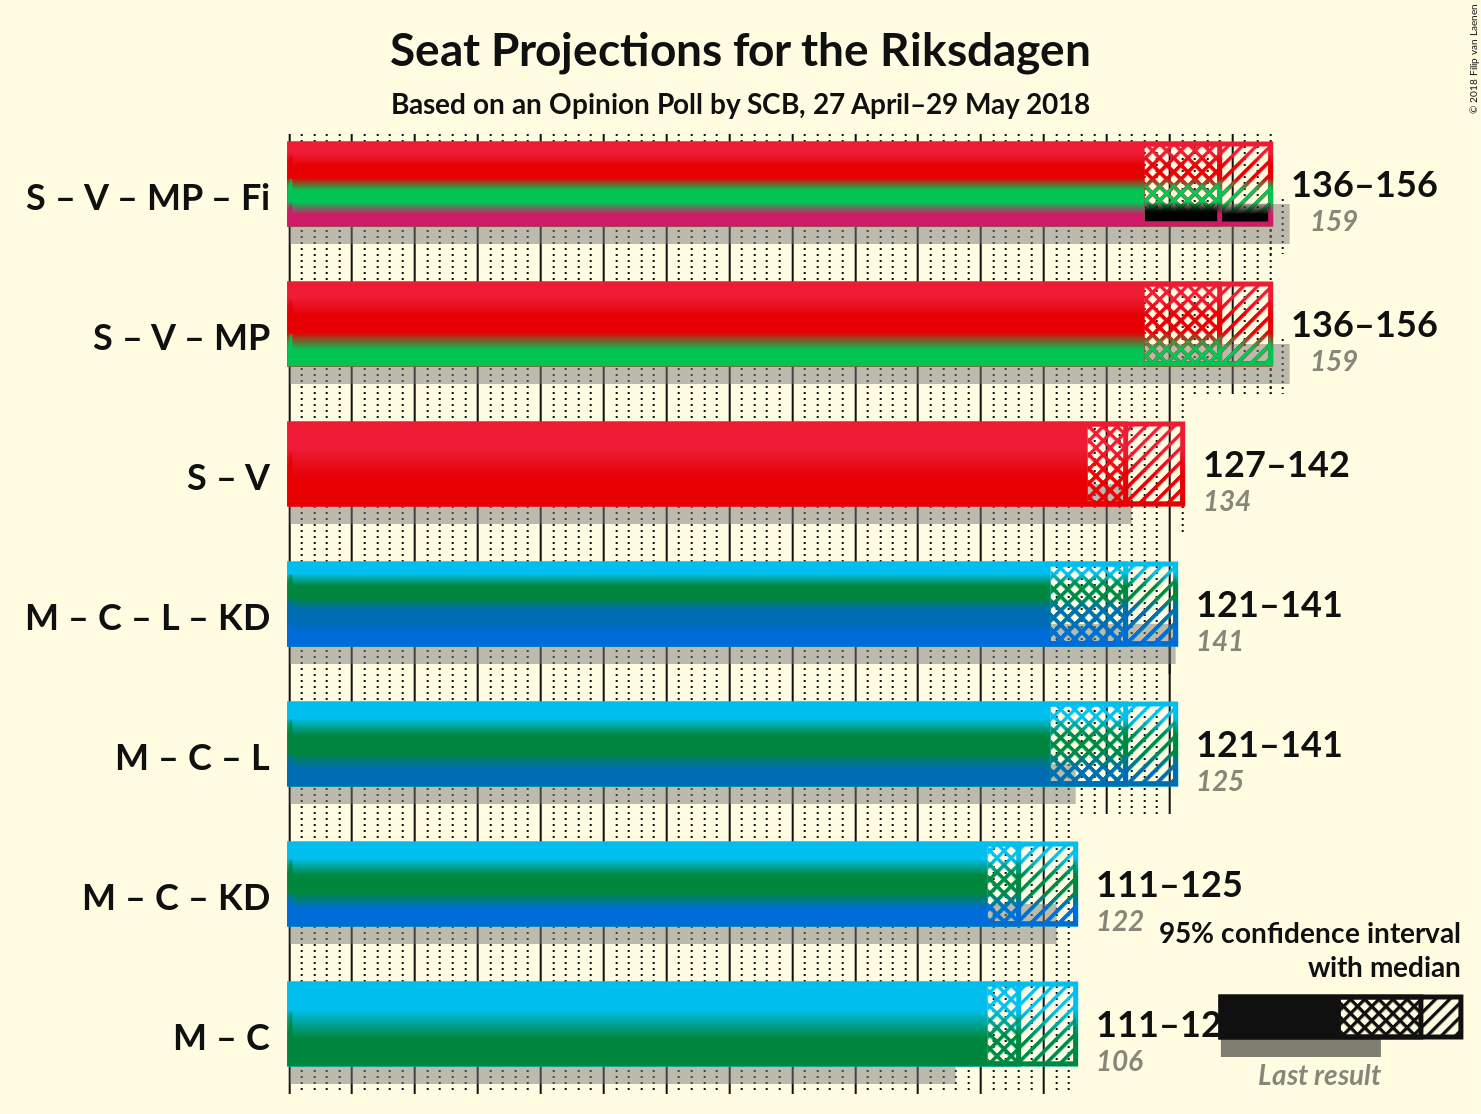 © 2018 Filip van Laenen
Seat Projections for the Riksdagen
Based on an Opinion Poll by SCB, 27 April–29 May 2018
S – V – MP – Fi
136–156
159
S – V – MP
136–156
159
S – V
127–142
134
M – C – L – KD
121–141
141
M – C – L
121–141
125
M – C – KD
111–125
122
M – C
111–12
106
95% confidence interval
with median
Last result